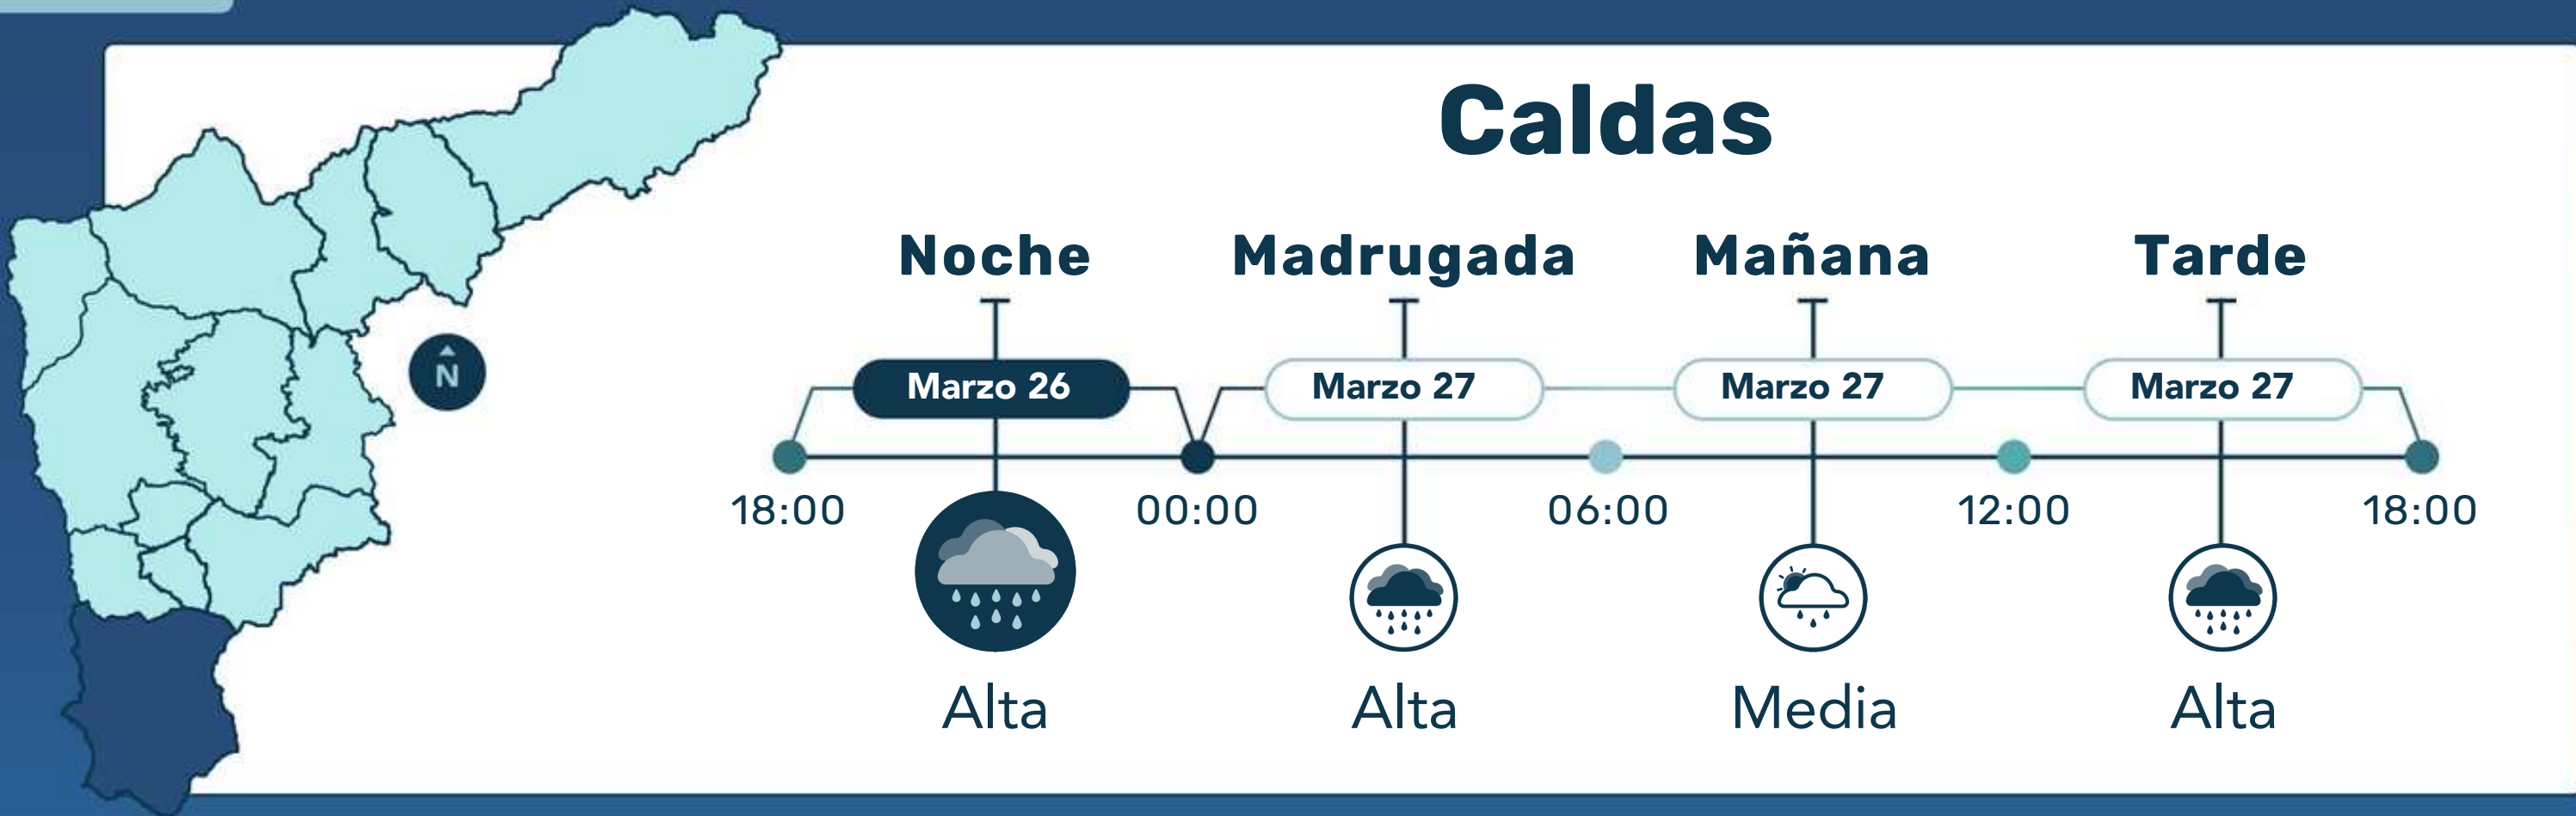 Caldas
Noche Madrugada Mañana Tarde
Marzo 26 Marzo 27 Marzo 27 Marzo 27
N
18:00 00:00 06:00 12:00 18:00
Alta Alta Media Alta